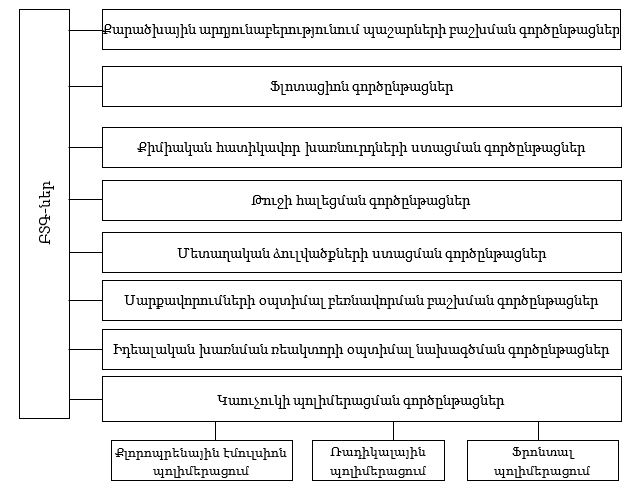 Քարածխային արդյունաբերությունում պաշարների բաշխման գործընթացներ
Ֆլոտացիոն գործընթացներ
Քիմիական հատիկավոր խառնուրդների ստացման գործընթացներ
Թուջի հալեցման գործընթացներ
ԲՏԳ-ներ
Մետաղական ձուլվածքների ստացման գործընթացներ
Սարքավորումների օպտիմալ բեռնավորման բաշխման գործընթացներ
Իդեալական խառնման ռեակտորի օպտիմալ նախագծման գործընթացներ
Կաուչուկի պոլիմերացման գործընթացներ
Քլորոպրենային էմուլսիոն
պոլիմերացում
Ռադիկալային
պոլիմերացում
Ֆրոնտալ
պոլիմերացում